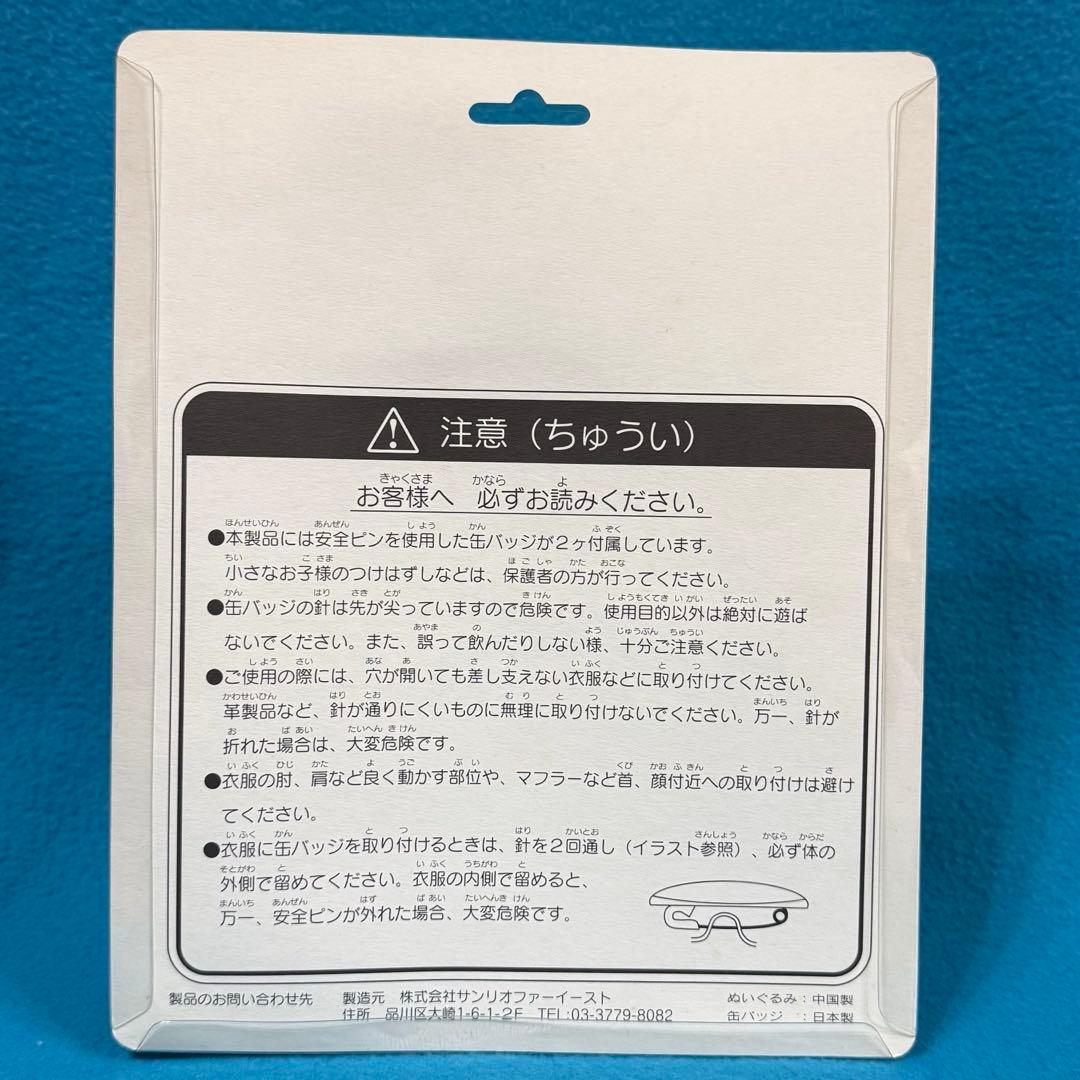 注意（ちゅうい）
お客様へ 必ずお読みください。
●本製品には安全ピンを使用した缶バッジが２ヶ付属しています。
小さなお子様のつけはずしなどは、保護者の方が行ってください。
●缶バッジの針は先が尖っていますので危険です。使用目的以外は絶対に遊ば
ないでください。また、誤って飲んだりしない様、十分ご注意ください。
●ご使用の際には、穴が開いても差し支えない衣服などに取り付けてください。
革製品など、針が通りにくいものに無理に取り付けないでください。万一、針が
折れた場合は、大変危険です。
●衣服の肘、肩など良く動かす部位や、マフラーなど首、顔付近への取り付けは避け
てください。
●衣服に缶バッジを取り付けるときは、針を２回通し（イラスト参照）、必ず体の
外側で留めてください。衣服の内側で留めると、
万一、安全ピンが外れた場合、大変危険です。
製品のお問い合わせ先 製造元 株式会社サンリオファーイースト ぬいぐるみ：中国製
住所 品川区大崎1-6-1-2F TEL:03-3779-8082 缶バッジ ：日本製